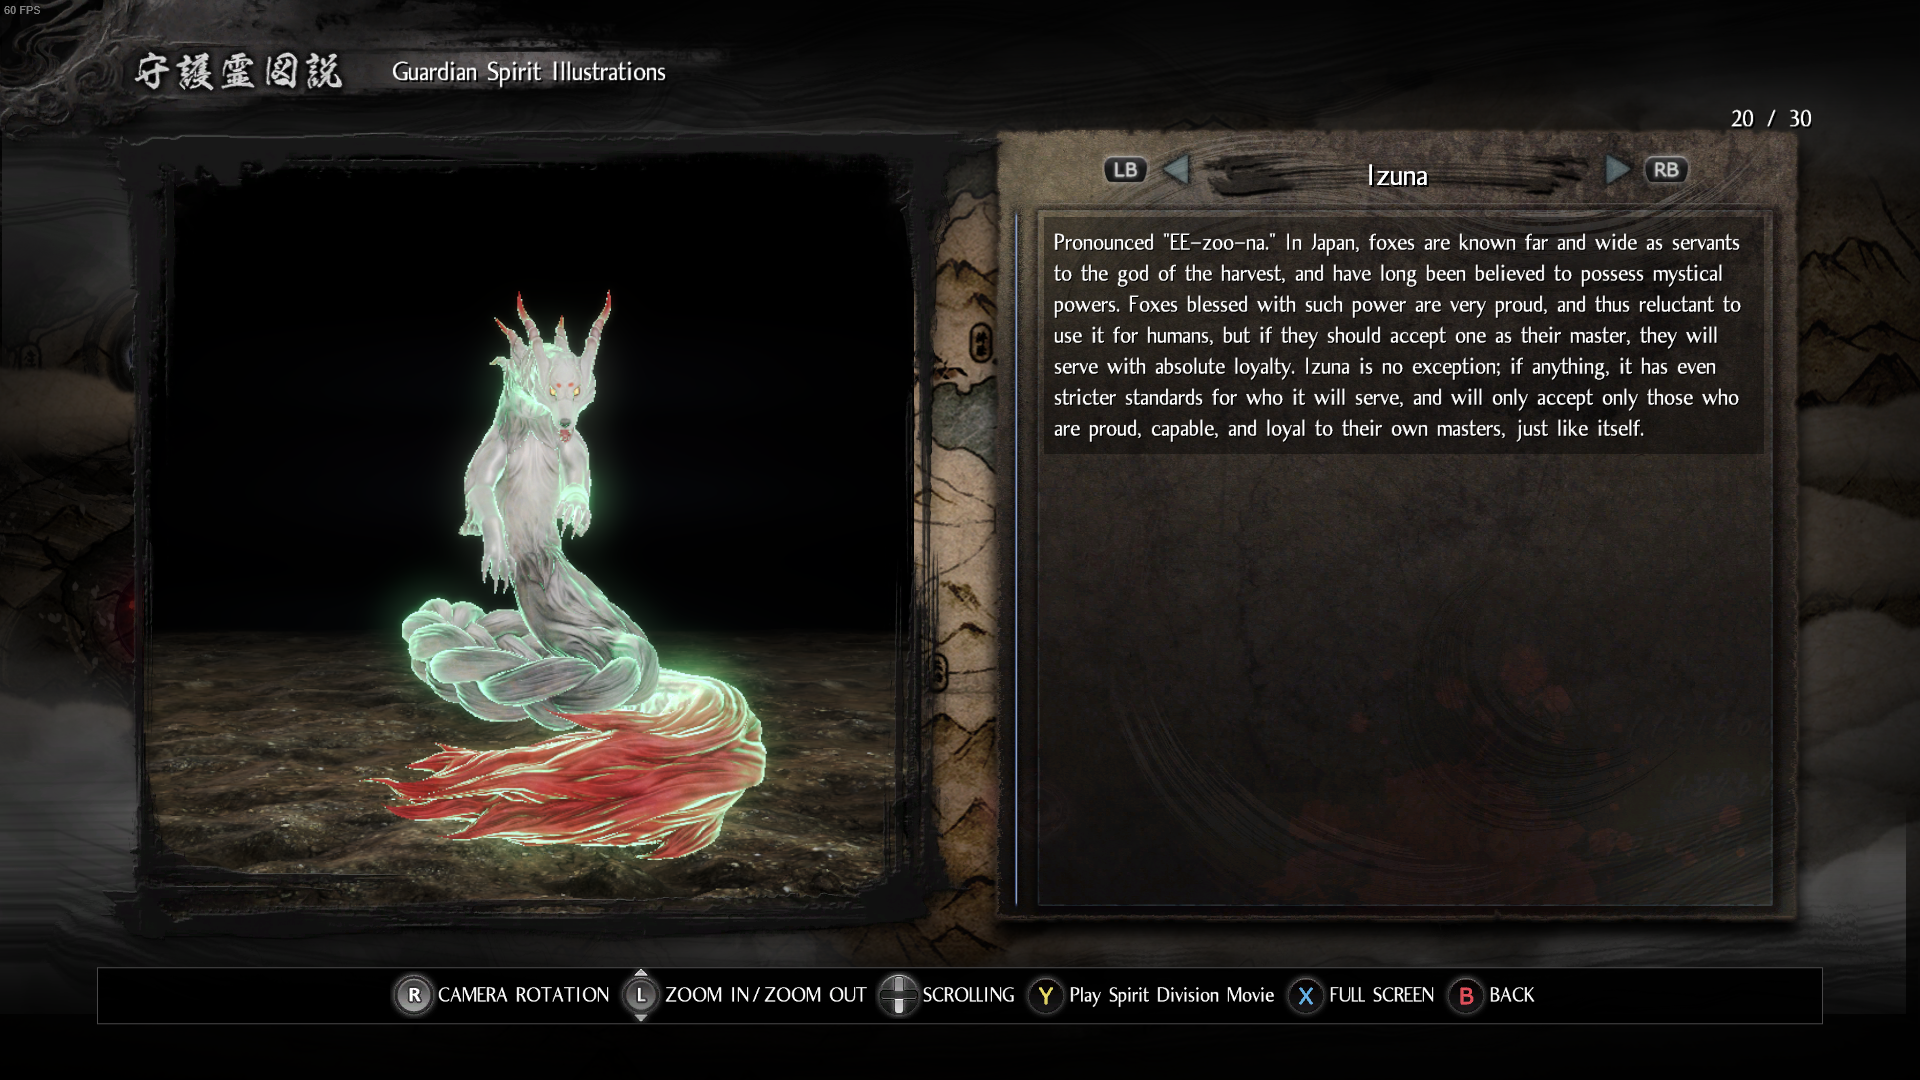 60 FPS
守護霊図説 Guardian Spirit Illustrations
20 / 30
LB Izuna RB
Pronounced "EE-zoo-na." In Japan, foxes are known far and wide as servants
to the god of the harvest, and have long been believed to possess mystical
powers. Foxes blessed with such power are very proud, and thus reluctant to
use it for humans, but if they should accept one as their master, they will
serve with absolute loyalty. Izuna is no exception; if anything, it has even
stricter standards for who it will serve, and will only accept only those who
are proud, capable, and loyal to their own masters, just like itself.
R CAMERA ROTATION L ZOOM IN/ZOOM OUT SCROLLING Y Play Spirit Division Movie X FULL SCREEN B BACK